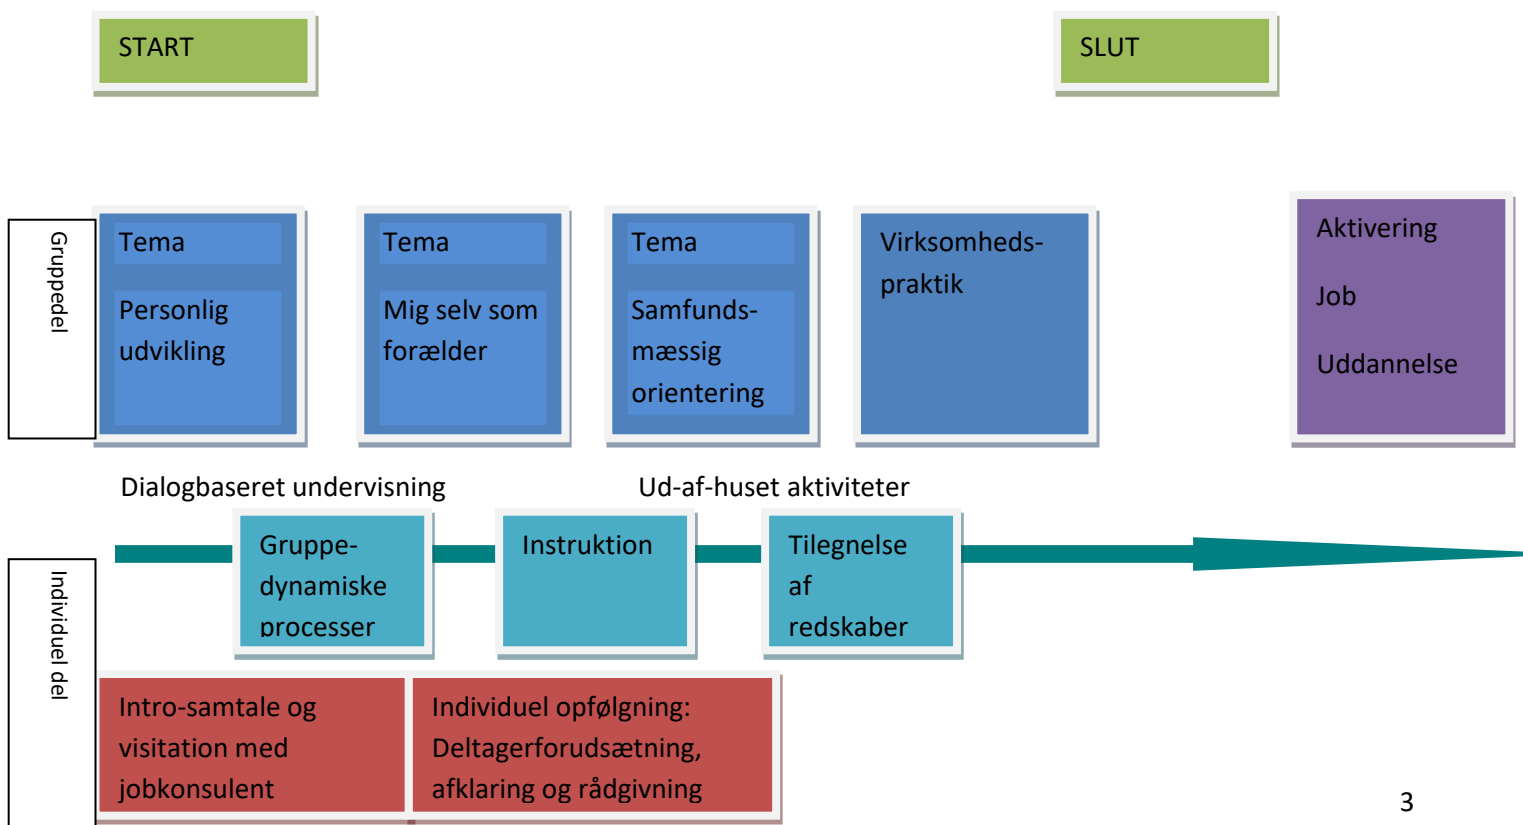 START
SLUT
Gruppedel
Tema
Personlig
udvikling
Tema
Mig selv som
forælder
Tema
Samfunds-
mæssig
orientering
Virksomheds-
praktik
Aktivering
Job
Uddannelse
Dialogbaseret undervisning
Ud-af-huset aktiviteter
Gruppe-
dynamiske
processer
Instruktion
Tilegnelse
af
redskaber
Individuel del
Intro-samtale og
visitation med
jobkonsulent
Individuel opfølgning:
Deltagerforudsætning,
afklaring og rådgivning
3